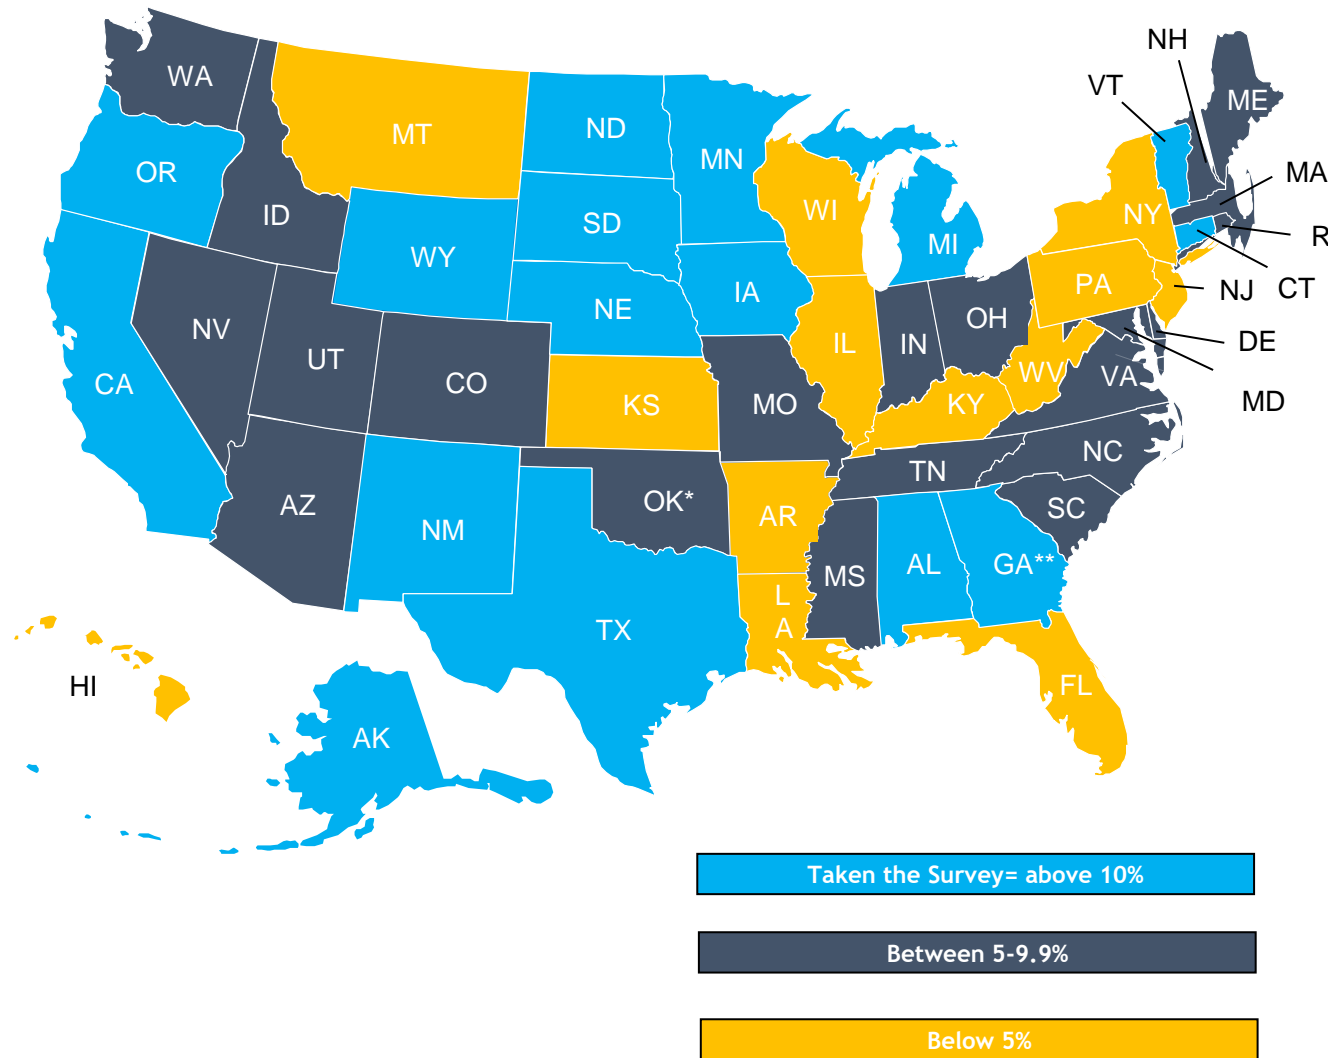 NH
VT
ME
WA
ND
MT
MN
OR
MA
WI
ID
SD
NY
R
MI
WY
PA
IA
NJ
CT
NE
OH
NV
DE
IL
IN
UT
WV
VA
CO
CA
MD
KS
MO
KY
NC
TN
OK*
AZ
SC
AR
NM
GA**
AL
MS
L
A
TX
HI
FL
AK
Taken the Survey= above 10%
Between 5-9.9%
Below 5%